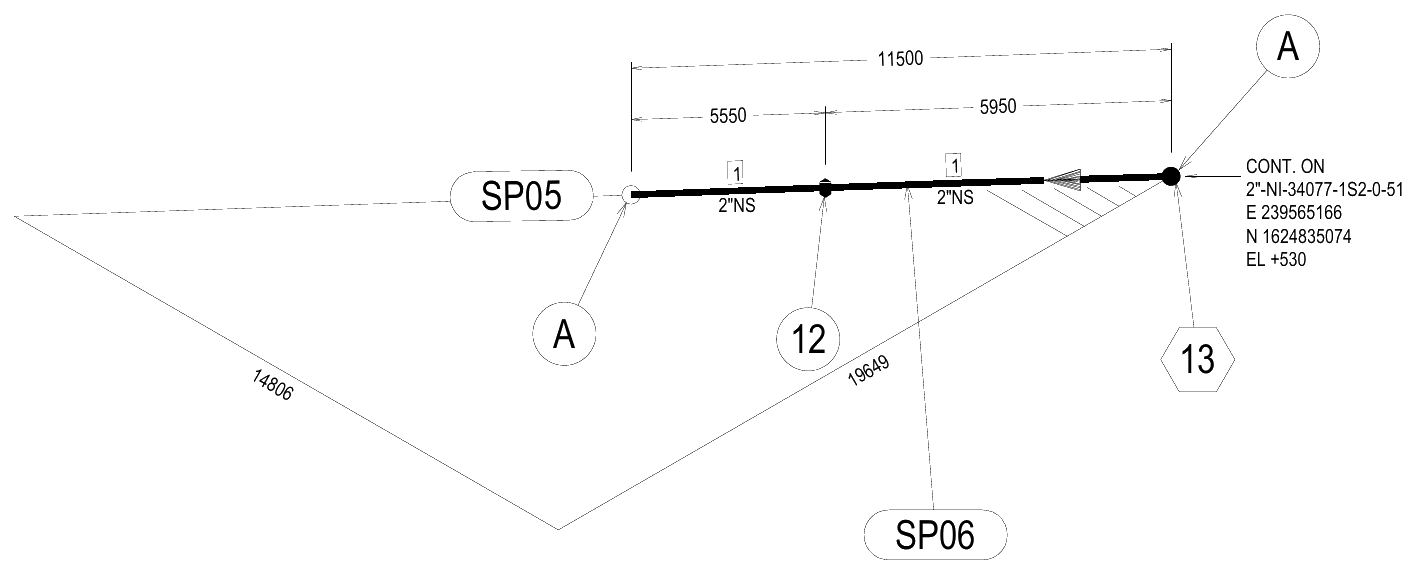 11500
A
5550
5950
1
1
SP05
2"NS
2"NS
CONT. ON
2"-NI-34077-1S2-0-51
E 239565166
N 1624835074
EL +530
A
12
13
14806
19649
SP06